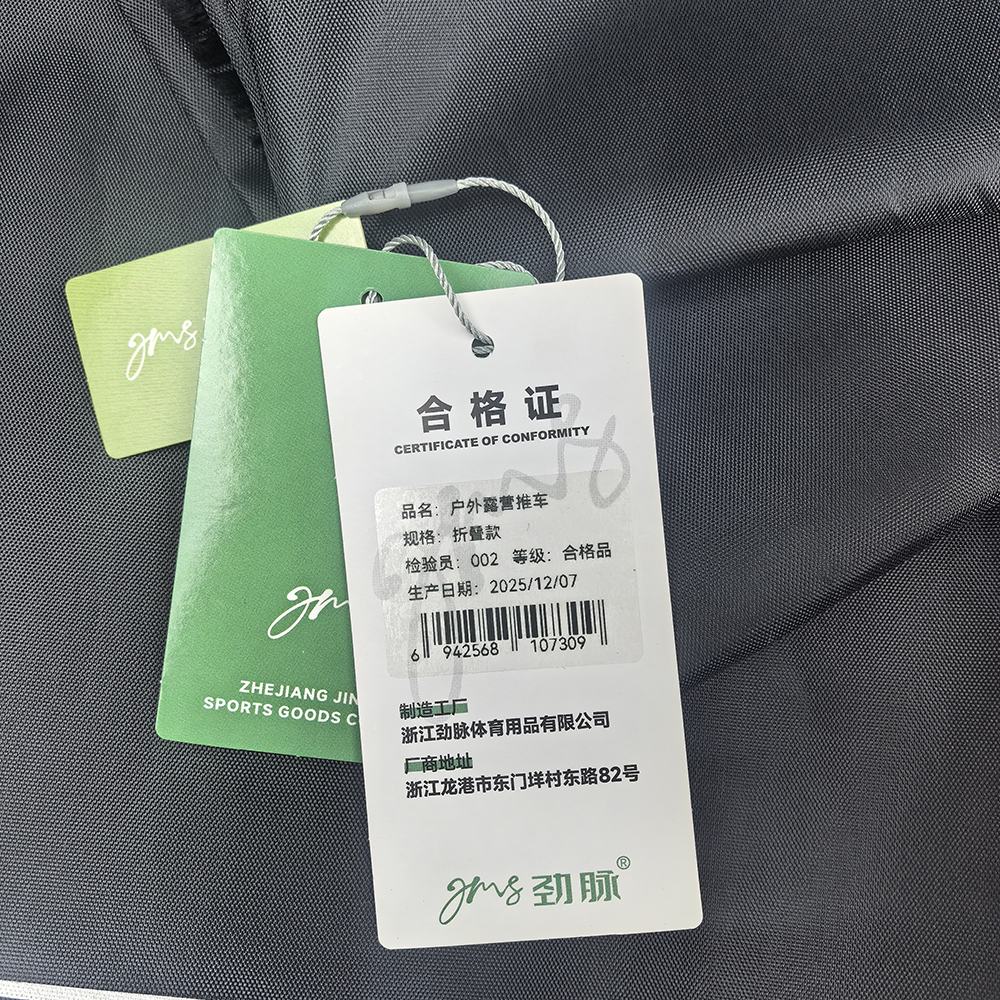 jms
jm
ZHEJIANG JIN
SPORTS GOODS C
合格证
CERTIFICATE OF CONFORMITY
jms
品名：户外露营推车
规格：折叠款
检验员：002 等级：合格品
生产日期：2025/12/07
6 942568 107309
制造工厂
浙江劲脉体育用品有限公司
厂商地址
浙江龙港市东门垟村东路82号
jms 劲脉®